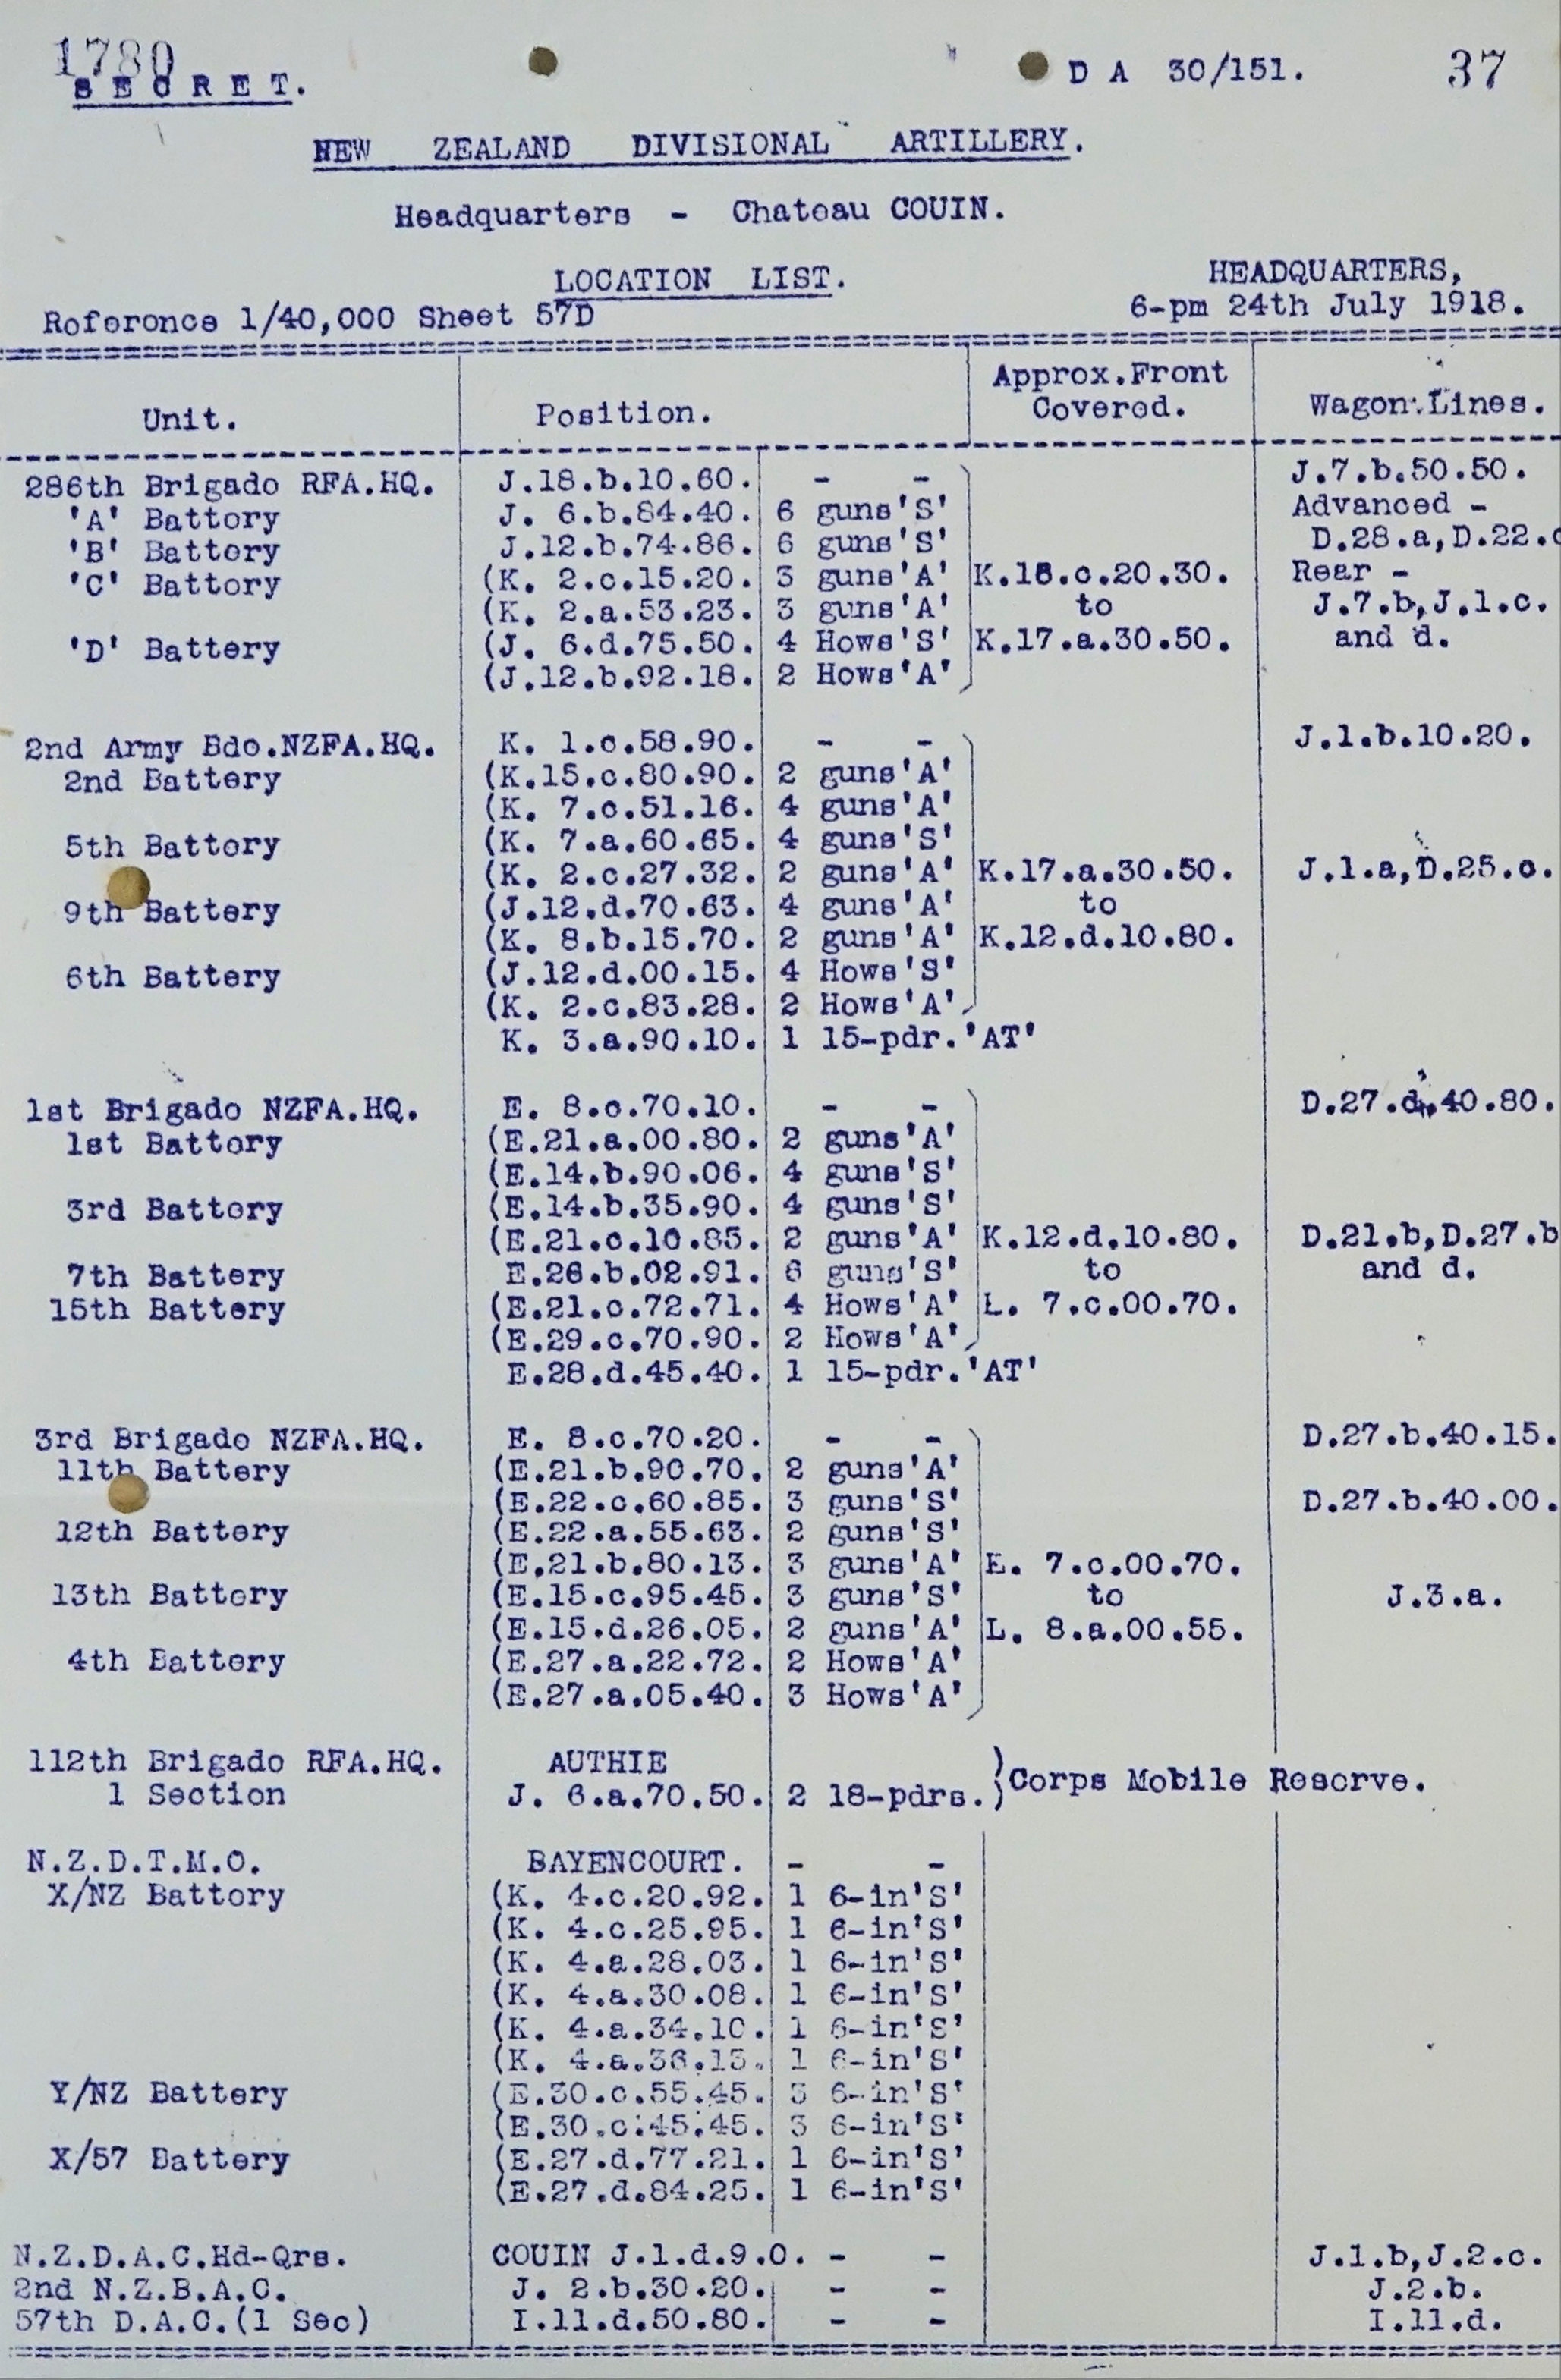 1780
SECRET.
DA 30/151. 37
NEW ZEALAND DIVISIONAL ARTILLERY.
Headquarters - Chateau COUIN.
LOCATION LIST. HEADQUARTERS,
Reference 1/40,000 Sheet 57D 6-pm 24th July 1918.
Approx.Front
Unit. Position. Covered. Wagon Lines.
286th Brigade RFA.HQ. J.18.b.10.60. - - J.7.b.50.50.
'A' Battery J. 6.b.84.40. 6 guns'S' Advanced -
'B' Battery J.12.b.74.86. 6 guns'S' D.28.a,D.22.c
'C' Battery (K. 2.c.15.20. 3 guns'A' K.18.c.20.30. Rear -
(K. 2.a.53.23. 3 guns'A' to J.7.b,J.1.c.
'D' Battery (J. 6.d.75.50. 4 Hows'S' K.17.a.30.50. and d.
(J.12.b.92.18. 2 Hows'A'
2nd Army Bde.NZFA.HQ. K. 1.c.58.90. - - J.1.b.10.20.
2nd Battery (K.15.c.80.90. 2 guns'A'
(K. 7.c.51.16. 4 guns'A'
5th Battery (K. 7.a.60.65. 4 guns'S'
(K. 2.c.27.32. 2 guns'A' K.17.a.30.50. J.1.a,D.25.c.
9th Battery (J.12.d.70.63. 4 guns'A' to
(K. 8.b.15.70. 2 guns'A' K.12.d.10.80.
6th Battery (J.12.d.00.15. 4 Hows'S'
(K. 2.c.83.28. 2 Hows'A'
K. 3.a.90.10. 1 15-pdr.'AT'
1st Brigade NZFA.HQ. E. 8.c.70.10. - - D.27.d.40.80.
1st Battery (E.21.a.00.80. 2 guns'A'
(E.14.b.90.06. 4 guns'S'
3rd Battery (E.14.b.35.90. 4 guns'S'
(E.21.c.10.85. 2 guns'A' K.12.d.10.80. D.21.b,D.27.b
7th Battery E.26.b.02.91. 6 guns'S' to and d.
15th Battery (E.21.c.72.71. 4 Hows'A' L. 7.c.00.70.
(E.29.c.70.90. 2 Hows'A'
E.28.d.45.40. 1 15-pdr.'AT'
3rd Brigade NZFA.HQ. E. 8.c.70.20. - - D.27.b.40.15.
11th Battery (E.21.b.90.70. 2 guns'A'
(E.22.c.60.85. 3 guns'S' D.27.b.40.00.
12th Battery (E.22.a.55.63. 2 guns'S'
(E.21.b.80.13. 3 guns'A' L. 7.c.00.70.
13th Battery (E.15.c.95.45. 3 guns'S' to J.3.a.
(E.15.d.26.05. 2 guns'A' L. 8.a.00.55.
4th Battery (E.27.a.22.72. 2 Hows'A'
(E.27.a.05.40. 3 Hows'A'
112th Brigade RFA.HQ. AUTHIE
1 Section J. 6.a.70.50. 2 18-pdrs. }Corps Mobile Reserve.
N.Z.D.T.M.O. BAYENCOURT. - -
X/NZ Battery (K. 4.c.20.92. 1 6-in'S'
(K. 4.c.25.95. 1 6-in'S'
(K. 4.a.28.03. 1 6-in'S'
(K. 4.a.30.08. 1 6-in'S'
(K. 4.a.34.10. 1 6-in'S'
(K. 4.a.36.13. 1 6-in'S'
Y/NZ Battery (E.30.c.55.45. 3 6-in'S'
(E.30.c.45.45. 3 6-in'S'
X/57 Battery (E.27.d.77.21. 1 6-in'S'
(E.27.d.84.25. 1 6-in'S'
N.Z.D.A.C.Hd-Qrs. COUIN J.1.d.9.0. - - J.1.b,J.2.c.
2nd N.Z.B.A.C. J. 2.b.30.20. - - J.2.b.
57th D.A.C.(1 Sec) I.11.d.50.80. - - I.11.d.